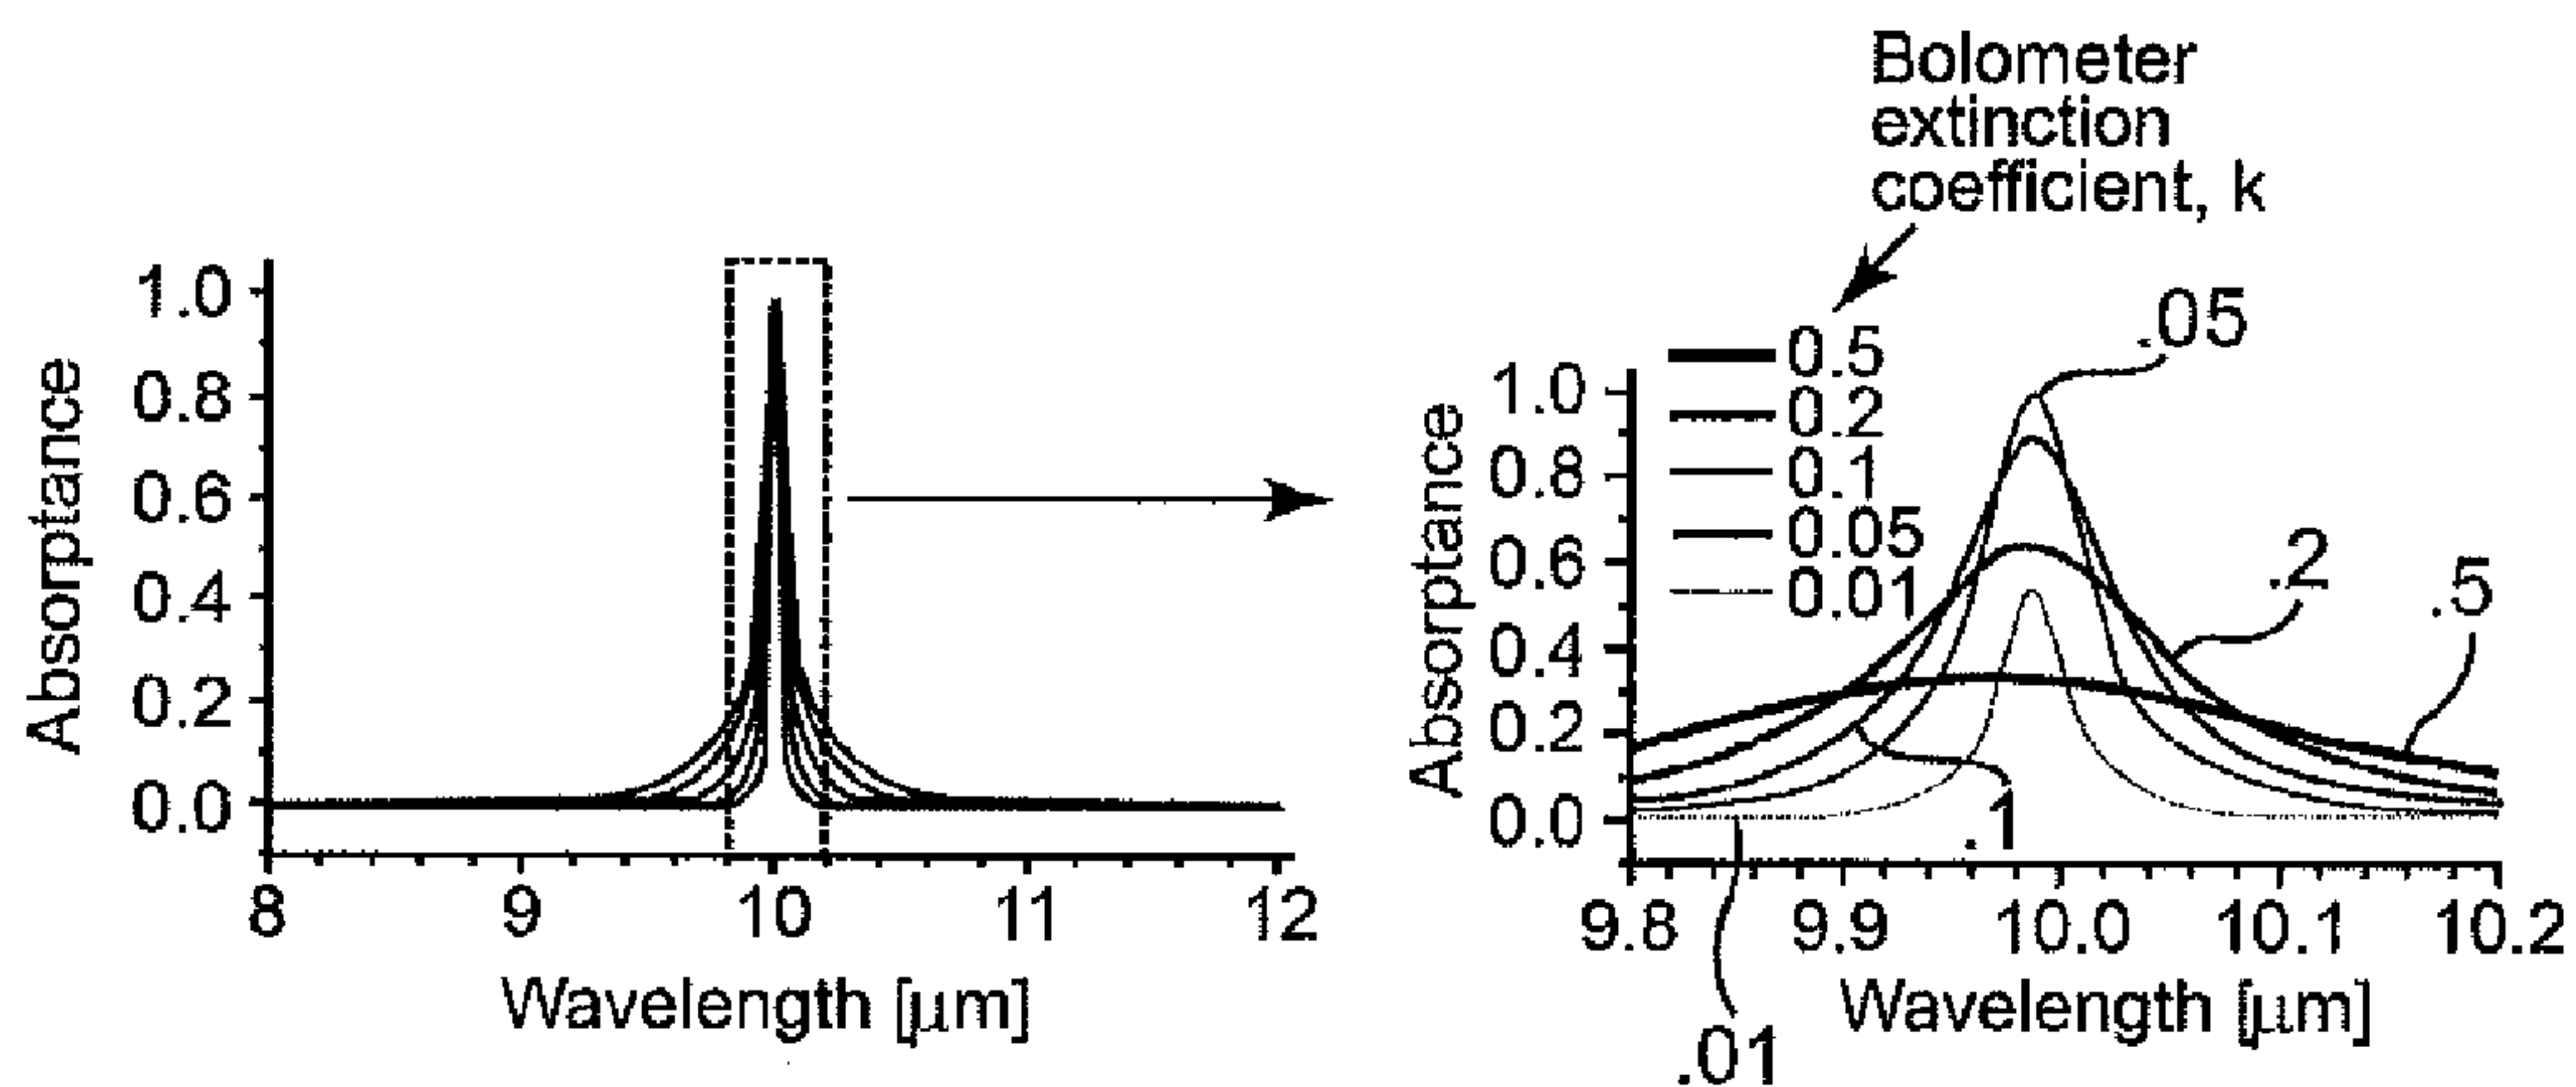 Absorptance
1.0
0.8
0.6
0.4
0.2
0.0
8 9 10 11 12
Wavelength [μm]
Bolometer
extinction
coefficient, k
0.5
0.2
0.1
0.05
0.01
.05
.2
.5
.1
.01
Absorptance
1.0
0.8
0.6
0.4
0.2
0.0
9.8 9.9 10.0 10.1 10.2
Wavelength [μm]